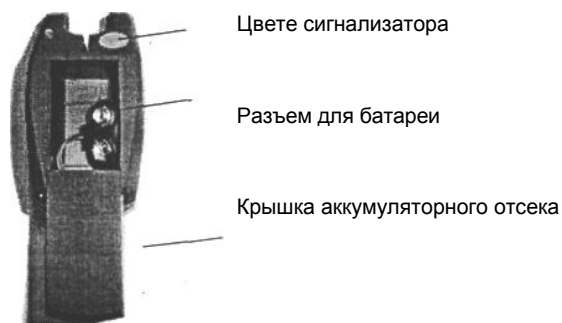 Цвете сигнализатора
Разъем для батареи
Крышка аккумуляторного отсека